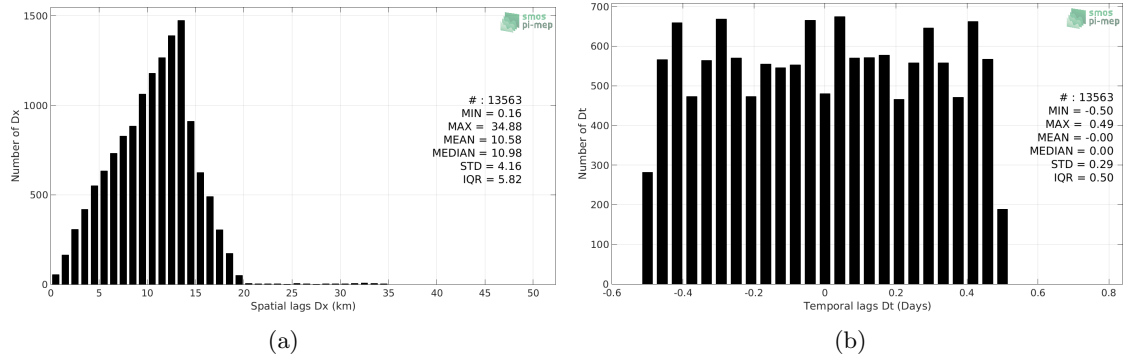 1500
1000
500
0
Number of Dx
0 5 10 15 20 25 30 35 40 45 50
Spatial lags Dx (km)
smos
pi-mep
# : 13563
MIN = 0.16
MAX = 34.88
MEAN = 10.58
MEDIAN = 10.98
STD = 4.16
IQR = 5.82
(a)
700
600
500
400
300
200
100
0
Number of Dt
-0.6 -0.4 -0.2 0 0.2 0.4 0.6 0.8
Temporal lags Dt (Days)
smos
pi-mep
# : 13563
MIN = -0.50
MAX = 0.49
MEAN = -0.00
MEDIAN = 0.00
STD = 0.29
IQR = 0.50
(b)